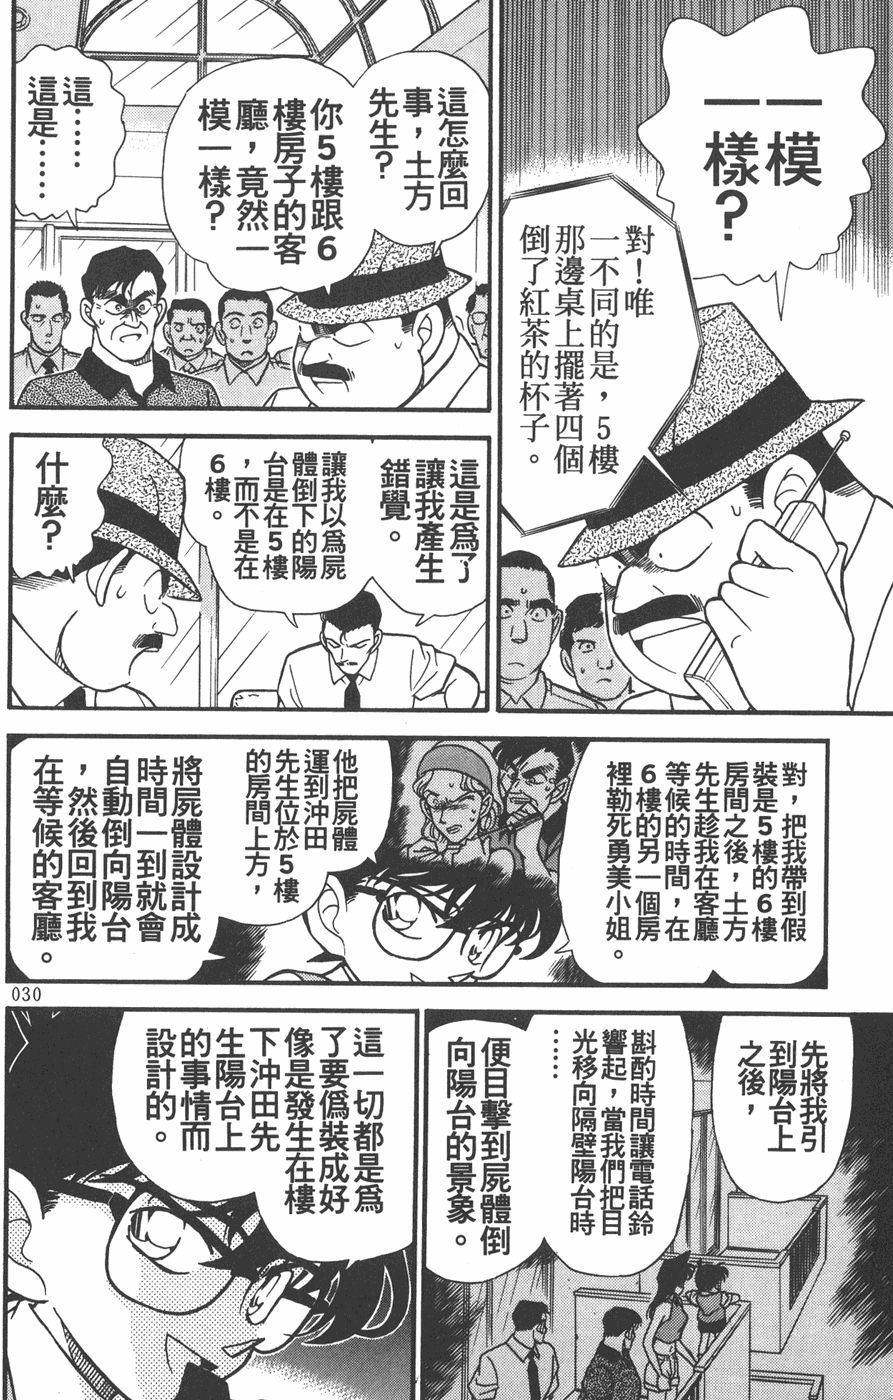 一模
一樣？
對！唯
一不同的是，5樓
那邊桌上擺著四個
倒了紅茶的杯子。
這怎麼回
事，土方
先生？
你5樓跟6
樓房子的客
廳，竟然一
模一樣？
這……
這是……
這是為了
讓我產生
錯覺。
讓我以為屍
體倒下的陽
台是在5樓
，而不是在
6樓。
什麼？
對，把我帶到假
裝是5樓的6樓
房間之後，土方
先生趁我在客廳
等候的時間，在
6樓的另一個房
裡勒死勇美小姐。
他把屍體
運到沖田
先生位於5樓
的房間上方，
將屍體設計成
時間一到就會
自動倒向陽台
，然後回到我
在等候的客廳。
030
先將我引
到陽台上
之後，
斟酌時間讓電話鈴
響起，當我們把目
光移向隔壁陽台時
……
便目擊到屍體倒
向陽台的景象。
這一切都是為
了要偽裝成好
像是發生在樓
下沖田先
生陽台上
的事情而
設計的。